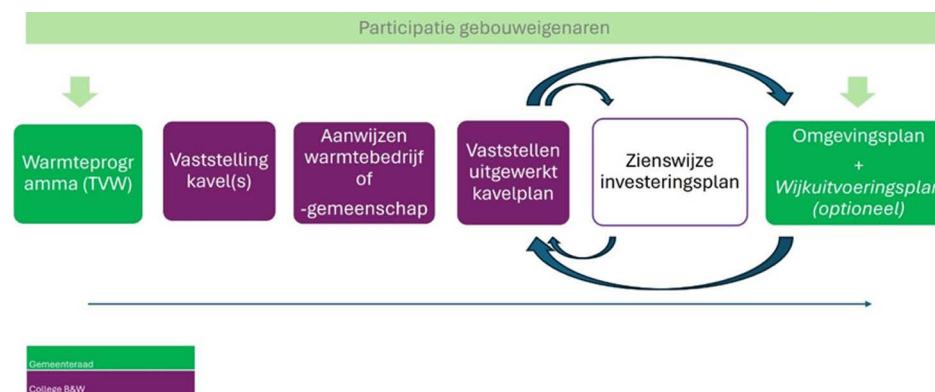 Participatie gebouweigenaren
Warmteprogr
amma (TVW)
Vaststelling
kavel(s)
Aanwijzen
warmtebedrijf
of
-gemeenschap
Vaststellen
uitgewerkt
kavelplan
Zienswijze
investeringsplan
Omgevingsplan
+
Wijkuitvoeringsplan
(optioneel)
Gemeenteraad
College B&W